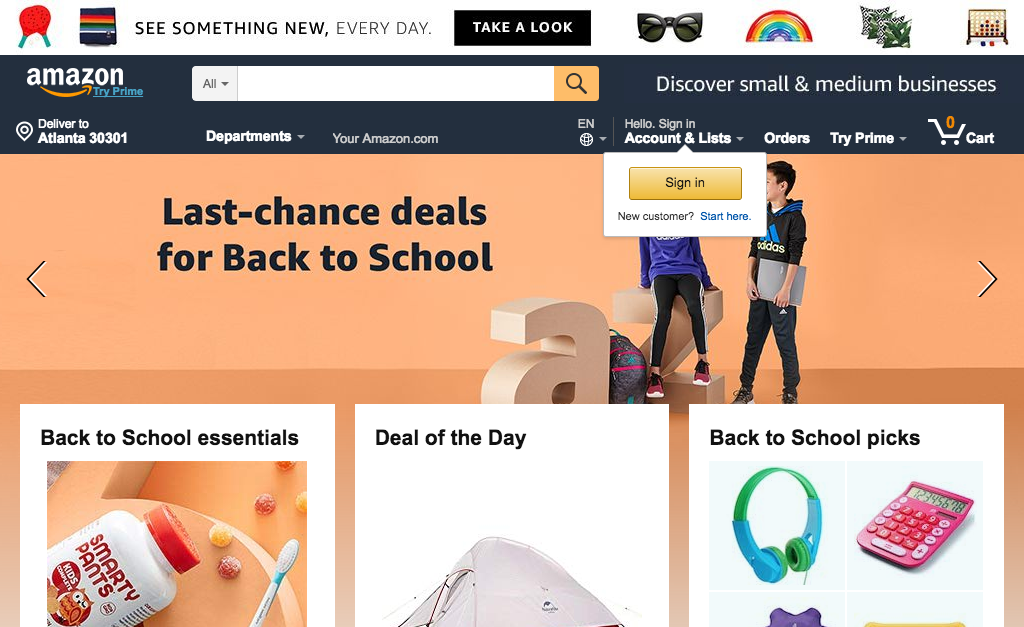 SEE SOMETHING NEW, EVERY DAY.
TAKE A LOOK
amazon
Try Prime
All
Discover small & medium businesses
Deliver to
Atlanta 30301
Departments
Your Amazon.com
EN
Hello. Sign in
Account & Lists
Orders
Try Prime
0
Cart
Sign in
New customer? Start here.
Last-chance deals
for Back to School
adidas
a
z
Back to School essentials
Deal of the Day
Back to School picks
SMARTY
PANTS
KIDS
COMPLETE
12345678